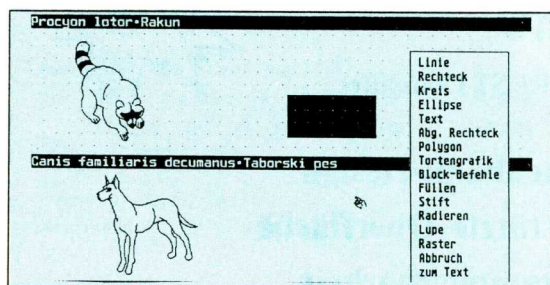 Procyon lotor·Rakun
Canis familiaris decumanus·Taborski pes
Linie
Rechteck
Kreis
Ellipse
Text
Abg. Rechteck
Polygon
Tortengrafik
Block-Befehle
Füllen
Stift
Radieren
Lupe
Raster
Abbruch
zum Text